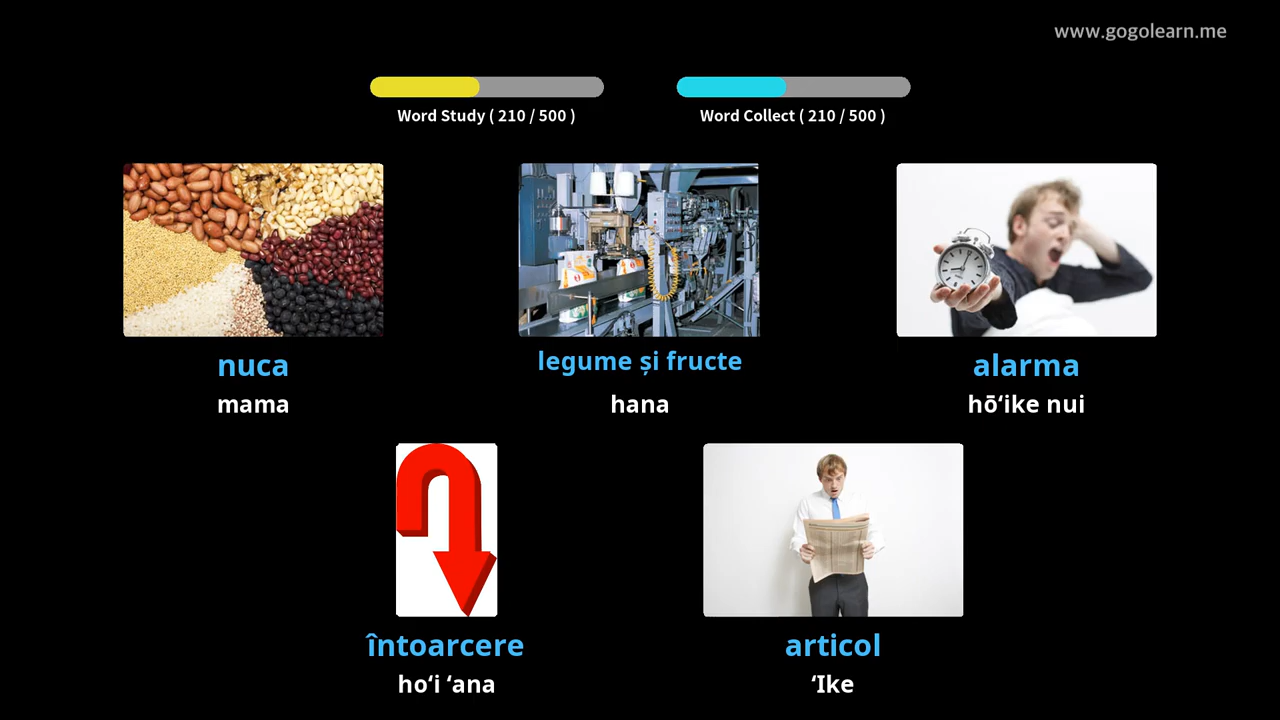 www.gogolearn.me
Word Study ( 210 / 500 )
Word Collect ( 210 / 500 )
nuca
mama
legume și fructe
hana
alarma
hōʻike nui
întoarcere
hoʻi ʻana
articol
ʻIke